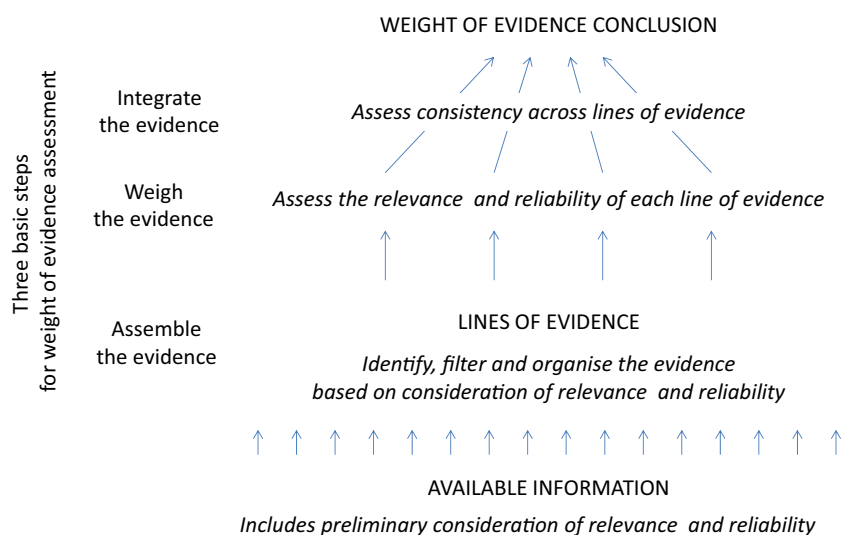 WEIGHT OF EVIDENCE CONCLUSION
Three basic steps
for weight of evidence assessment
Integrate
the evidence
Assess consistency across lines of evidence
Weigh
the evidence
Assess the relevance and reliability of each line of evidence
Assemble
the evidence
LINES OF EVIDENCE
Identify, filter and organise the evidence
based on consideration of relevance and reliability
AVAILABLE INFORMATION
Includes preliminary consideration of relevance and reliability